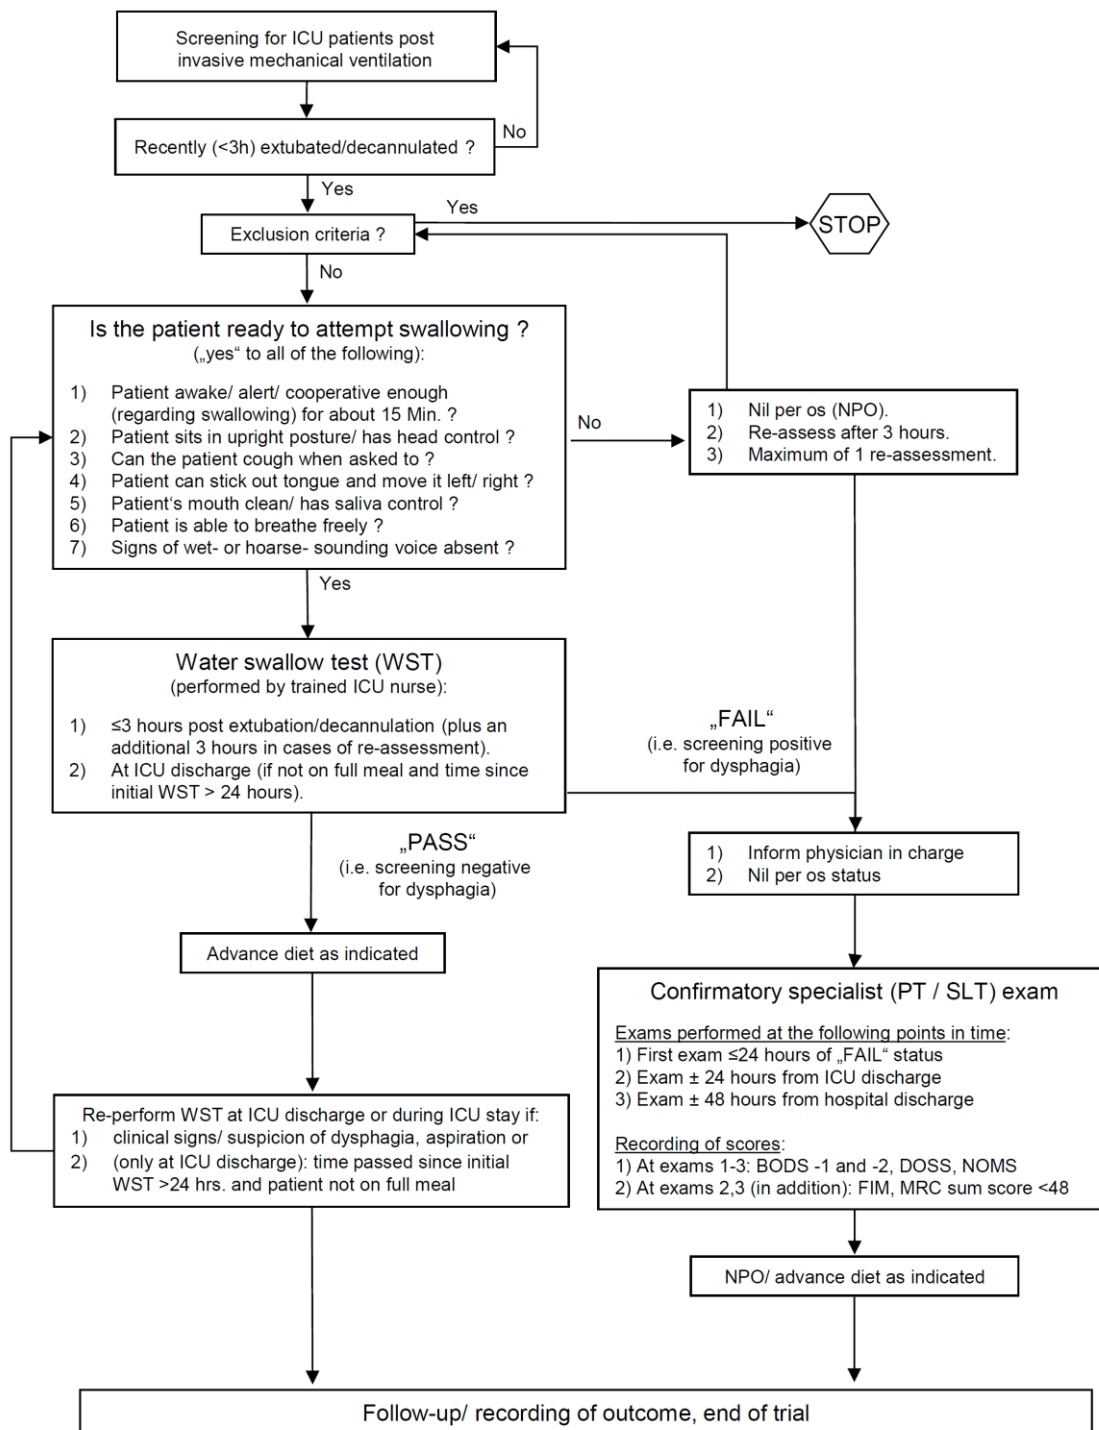 Screening for ICU patients post
invasive mechanical ventilation
No
Recently (<3h) extubated/decannulated ?
Yes
Yes
STOP
Exclusion criteria ?
No
Is the patient ready to attempt swallowing ?
(„yes“ to all of the following):
1) Patient awake/ alert/ cooperative enough
(regarding swallowing) for about 15 Min. ?
2) Patient sits in upright posture/ has head control ?
3) Can the patient cough when asked to ?
4) Patient can stick out tongue and move it left/ right ?
5) Patient‘s mouth clean/ has saliva control ?
6) Patient is able to breathe freely ?
7) Signs of wet- or hoarse- sounding voice absent ?
No
1) Nil per os (NPO).
2) Re-assess after 3 hours.
3) Maximum of 1 re-assessment.
Yes
Water swallow test (WST)
(performed by trained ICU nurse):
1) ≤3 hours post extubation/decannulation (plus an
additional 3 hours in cases of re-assessment).
2) At ICU discharge (if not on full meal and time since
initial WST > 24 hours).
„FAIL“
(i.e. screening positive
for dysphagia)
„PASS“
(i.e. screening negative
for dysphagia)
1) Inform physician in charge
2) Nil per os status
Advance diet as indicated
Confirmatory specialist (PT / SLT) exam
Exams performed at the following points in time:
1) First exam ≤24 hours of „FAIL“ status
2) Exam ± 24 hours from ICU discharge
3) Exam ± 48 hours from hospital discharge
Recording of scores:
1) At exams 1-3: BODS -1 and -2, DOSS, NOMS
2) At exams 2,3 (in addition): FIM, MRC sum score <48
Re-perform WST at ICU discharge or during ICU stay if:
1) clinical signs/ suspicion of dysphagia, aspiration or
2) (only at ICU discharge): time passed since initial
WST >24 hrs. and patient not on full meal
NPO/ advance diet as indicated
Follow-up/ recording of outcome, end of trial